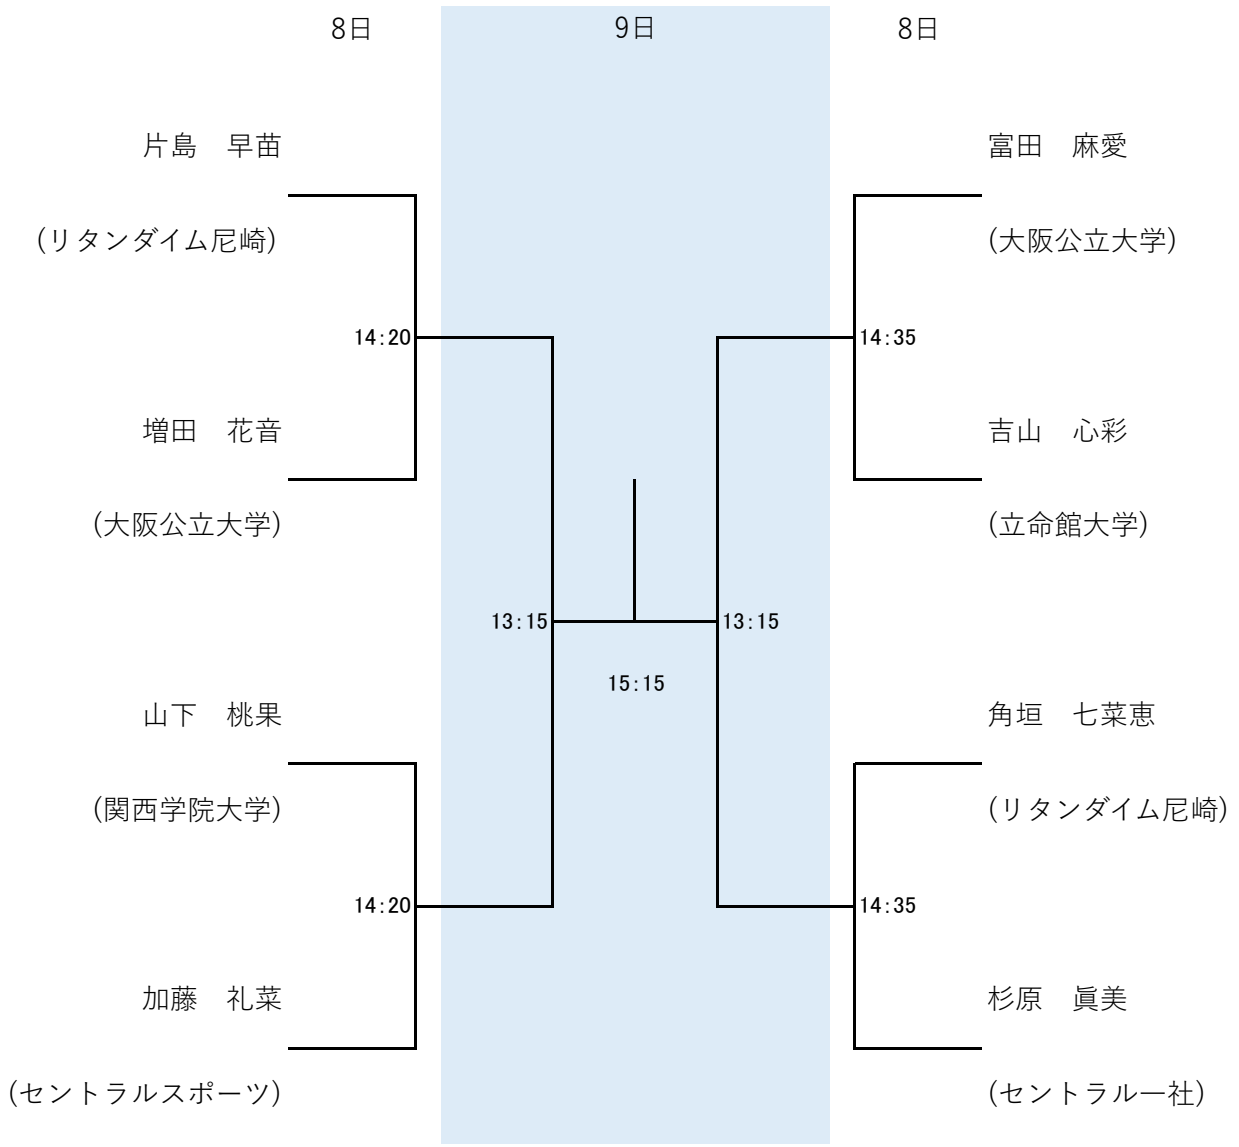 8日
9日
8日
片島　早苗
富田　麻愛
(リタンダイム尼崎)
(大阪公立大学)
14:20
14:35
増田　花音
吉山　心彩
(大阪公立大学)
(立命館大学)
13:15
13:15
15:15
山下　桃果
角垣　七菜恵
(関西学院大学)
(リタンダイム尼崎)
14:20
14:35
加藤　礼菜
杉原　眞美
(セントラルスポーツ)
(セントラル一社)